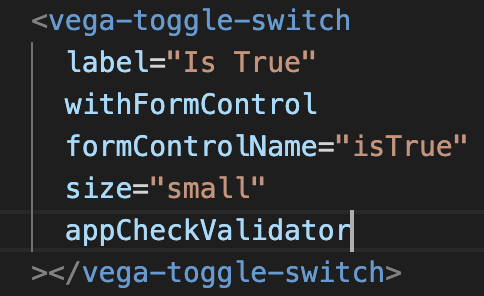 <vega-toggle-switch
label="Is True"
withFormControl
formControlName="isTrue"
size="small"
appCheckValidator
></vega-toggle-switch>